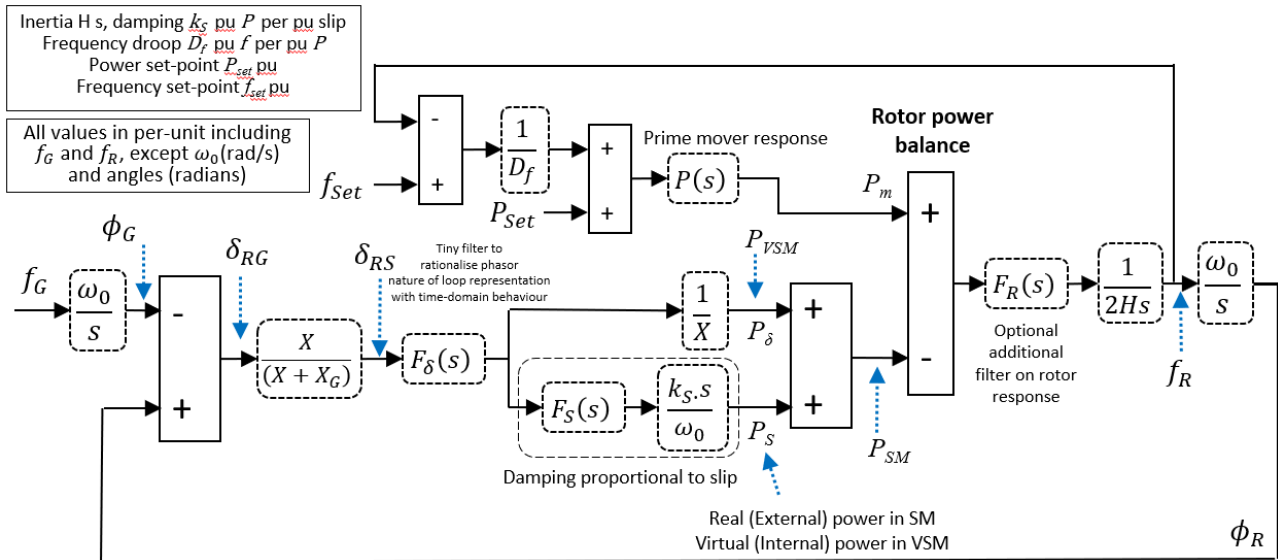 Inertia H s, damping k_S pu P per pu slip
Frequency droop D_f pu f per pu P
Power set-point P_set pu
Frequency set-point f_set pu
All values in per-unit including
f_G and f_R, except ω_0(rad/s)
and angles (radians)
-
+
f_Set
1
D_f
P_Set
+
+
Prime mover response
P(s)
Rotor power
balance
P_m
+
-
ϕ_G
f_G
ω_0
s
-
+
δ_RG
X
(X + X_G)
δ_RS
Tiny filter to
rationalise phasor
nature of loop representation
with time-domain behaviour
F_δ(s)
1
X
P_VSM
P_δ
F_S(s)
k_S.s
ω_0
P_S
Damping proportional to slip
+
+
P_SM
F_R(s)
Optional
additional
filter on rotor
response
1
2Hs
f_R
ω_0
s
Real (External) power in SM
Virtual (Internal) power in VSM
ϕ_R